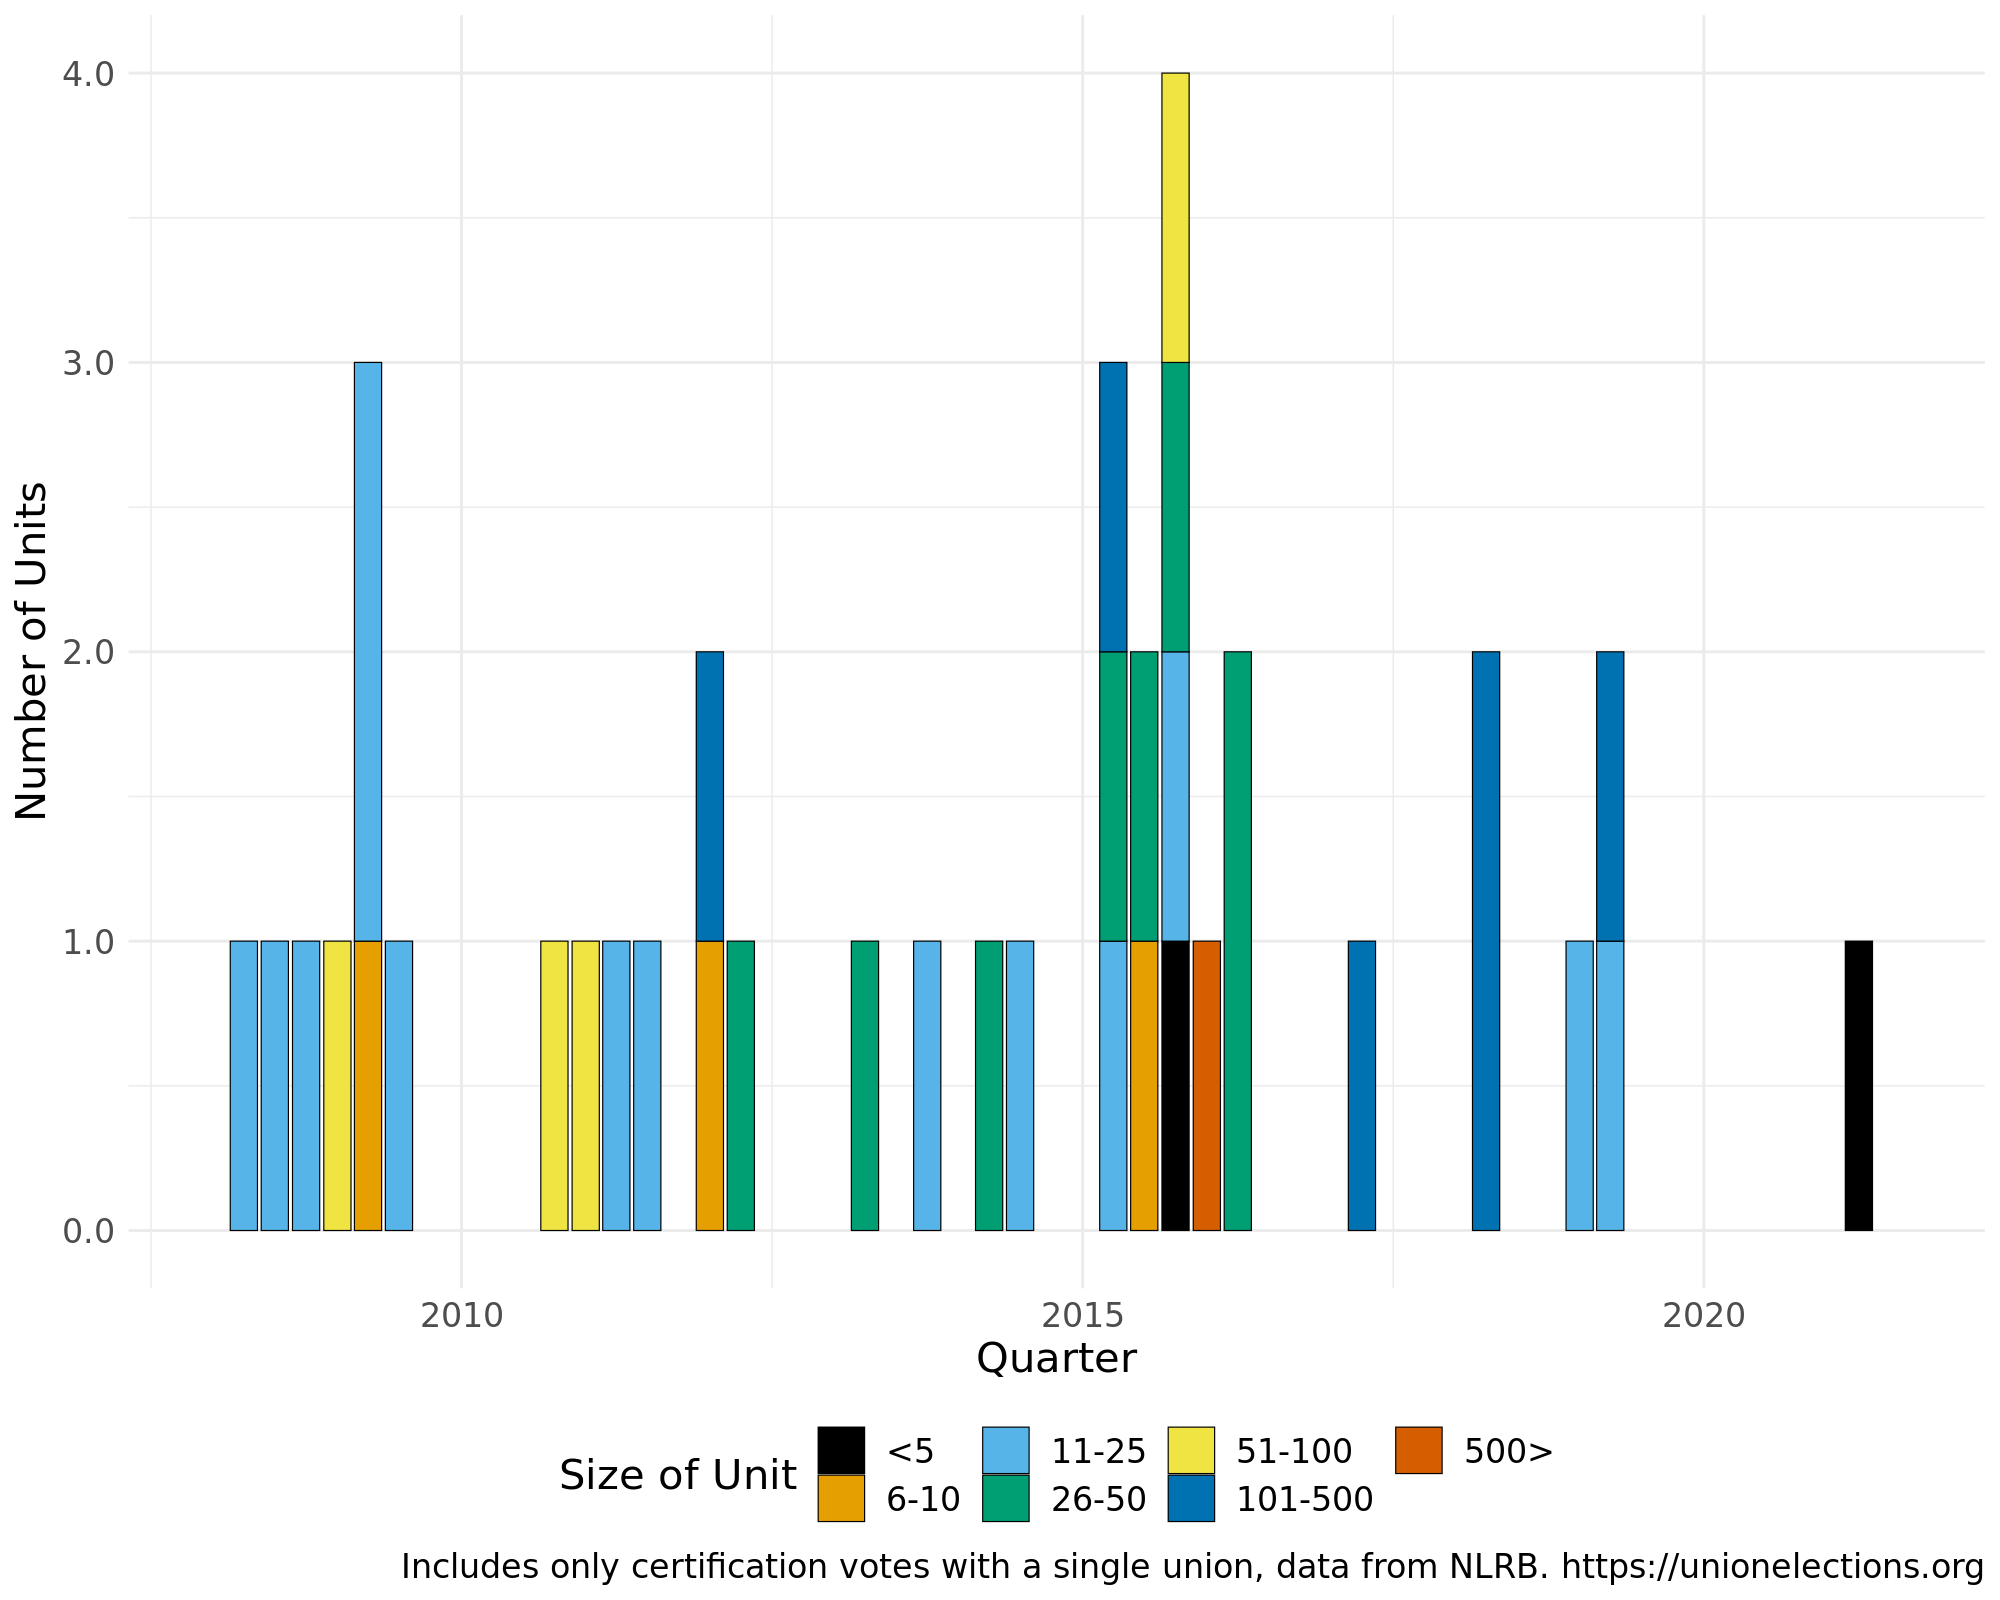 4.0
3.0
2.0
1.0
0.0
Number of Units
2010 2015 2020
Quarter
Size of Unit
<5 11-25 51-100 500>
6-10 26-50 101-500
Includes only certification votes with a single union, data from NLRB. https://unionelections.org